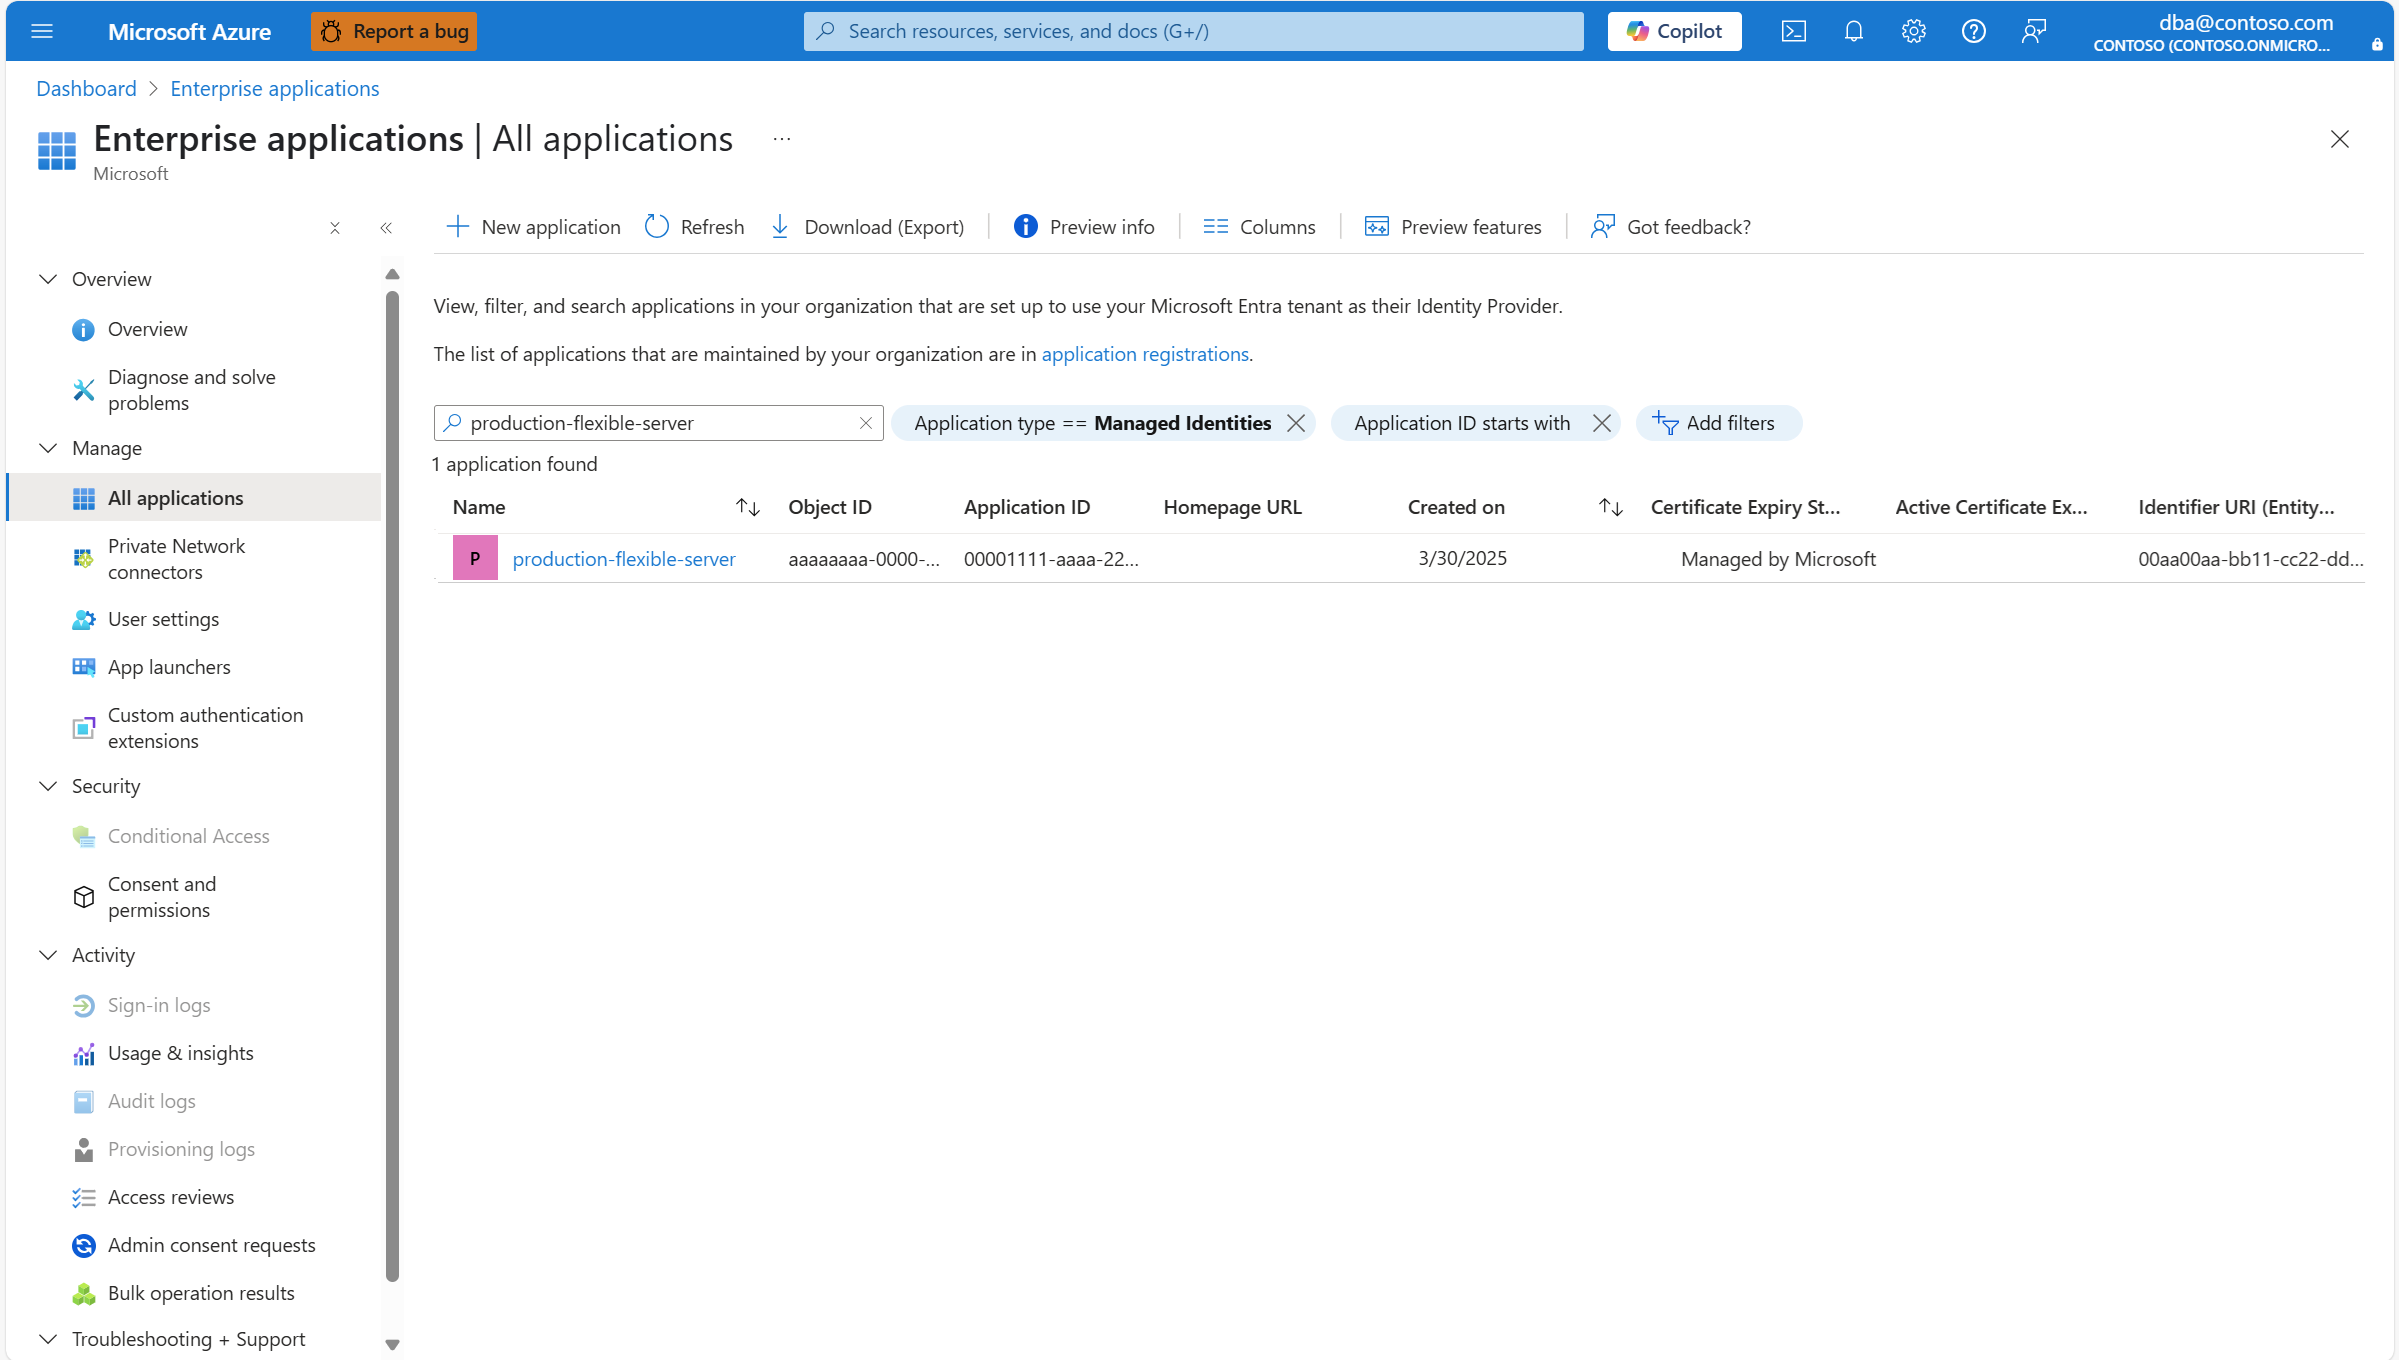 Microsoft Azure
Report a bug
Search resources, services, and docs (G+/)
Copilot
dba@contoso.com
CONTOSO (CONTOSO.ONMICRO...
Dashboard > Enterprise applications
Enterprise applications | All applications ...
Microsoft
New application
Refresh
Download (Export)
Preview info
Columns
Preview features
Got feedback?
Overview
Overview
Diagnose and solve
problems
Manage
All applications
Private Network
connectors
User settings
App launchers
Custom authentication
extensions
Security
Conditional Access
Consent and
permissions
Activity
Sign-in logs
Usage & insights
Audit logs
Provisioning logs
Access reviews
Admin consent requests
Bulk operation results
Troubleshooting + Support
View, filter, and search applications in your organization that are set up to use your Microsoft Entra tenant as their Identity Provider.
The list of applications that are maintained by your organization are in application registrations.
production-flexible-server
Application type == Managed Identities
Application ID starts with
Add filters
1 application found
Name Object ID Application ID Homepage URL Created on Certificate Expiry St... Active Certificate Ex... Identifier URI (Entity...
P production-flexible-server aaaaaaaa-0000-... 00001111-aaaa-22... 3/30/2025 Managed by Microsoft 00aa00aa-bb11-cc22-dd...